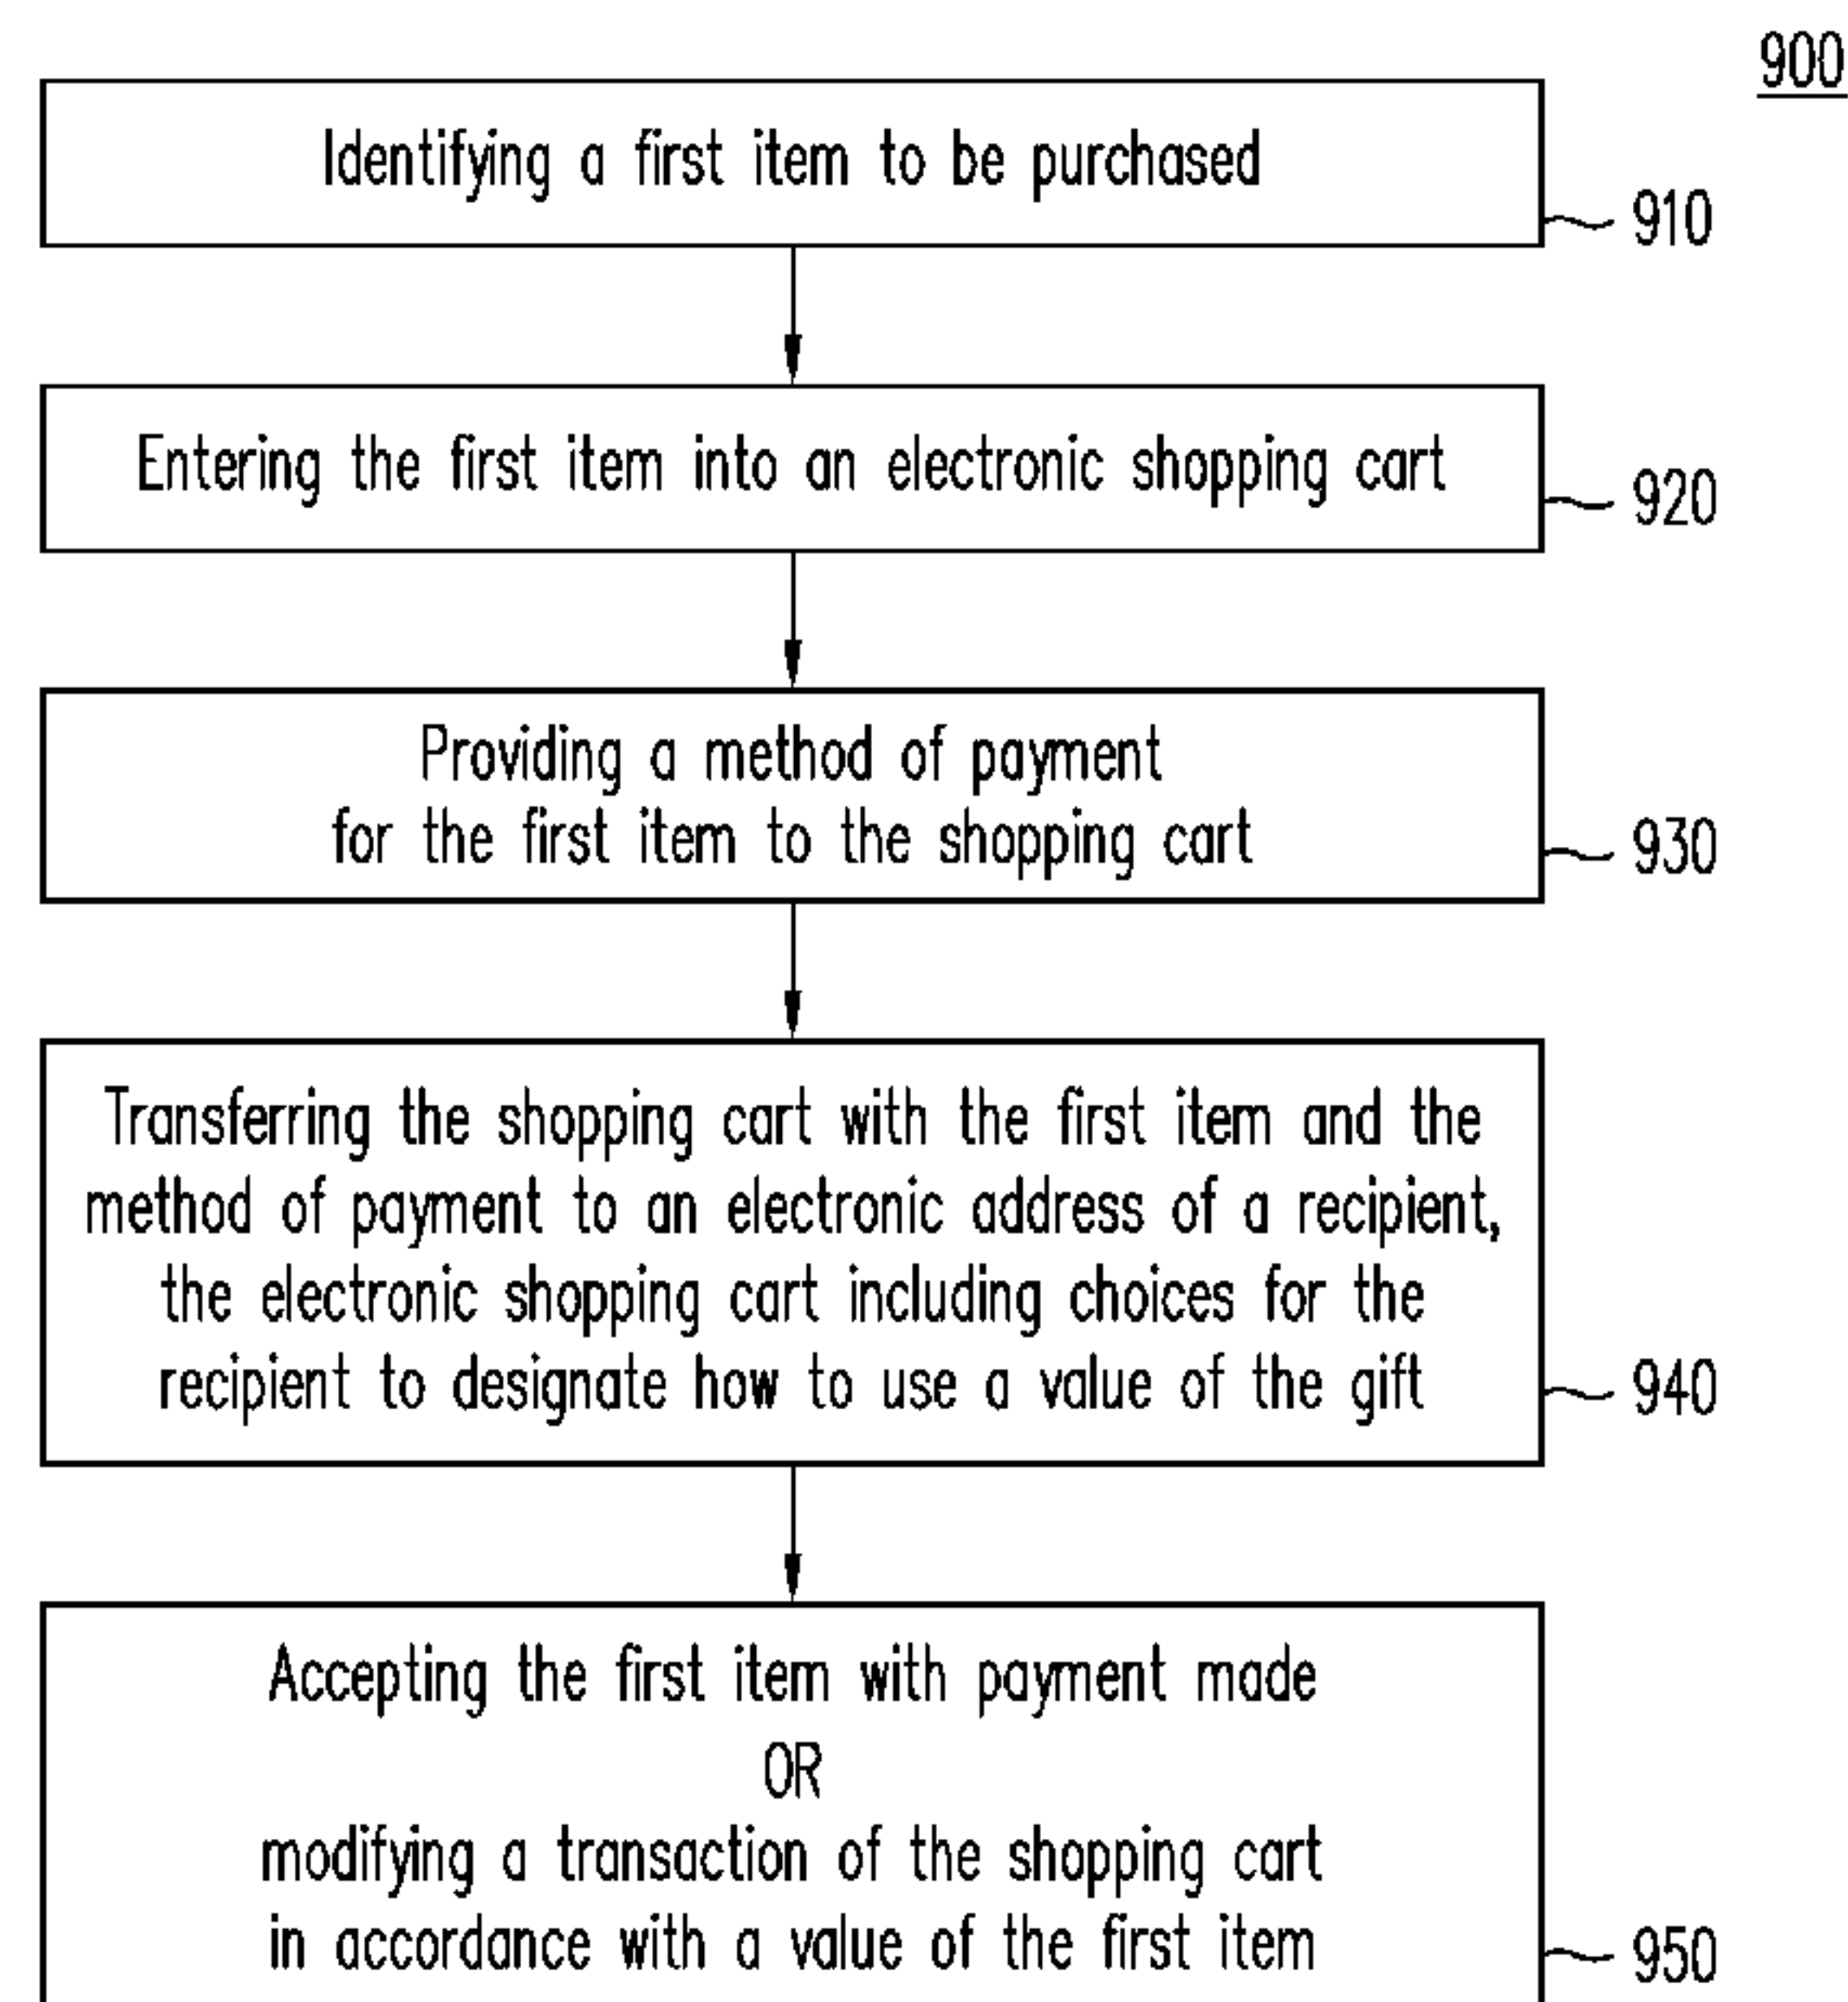 900
Identifying a first item to be purchased
910
Entering the first item into an electronic shopping cart
920
Providing a method of payment
for the first item to the shopping cart
930
Transferring the shopping cart with the first item and the
method of payment to an electronic address of a recipient,
the electronic shopping cart including choices for the
recipient to designate how to use a value of the gift
940
Accepting the first item with payment made
OR
modifying a transaction of the shopping cart
in accordance with a value of the first item
950